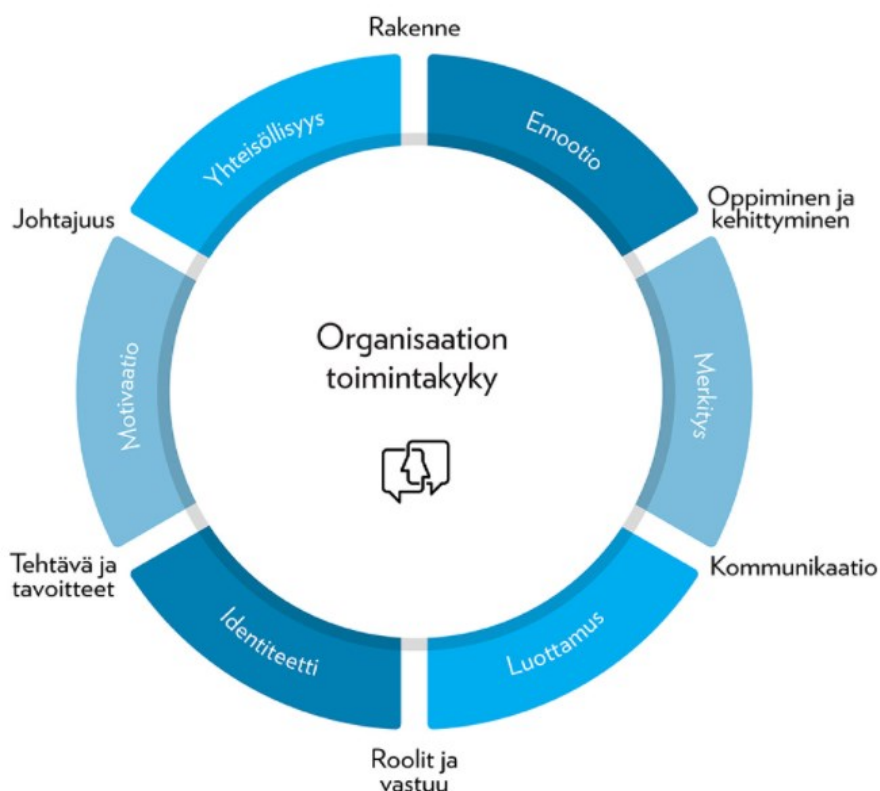 Rakenne
Yhteisöllisyys
Emootio
Johtajuus
Oppiminen ja
kehittyminen
Motivaatio
Organisaation
toimintakyky
Merkitys
Tehtävä ja
tavoitteet
Kommunikaatio
Identiteetti
Luottamus
Roolit ja
vastuu